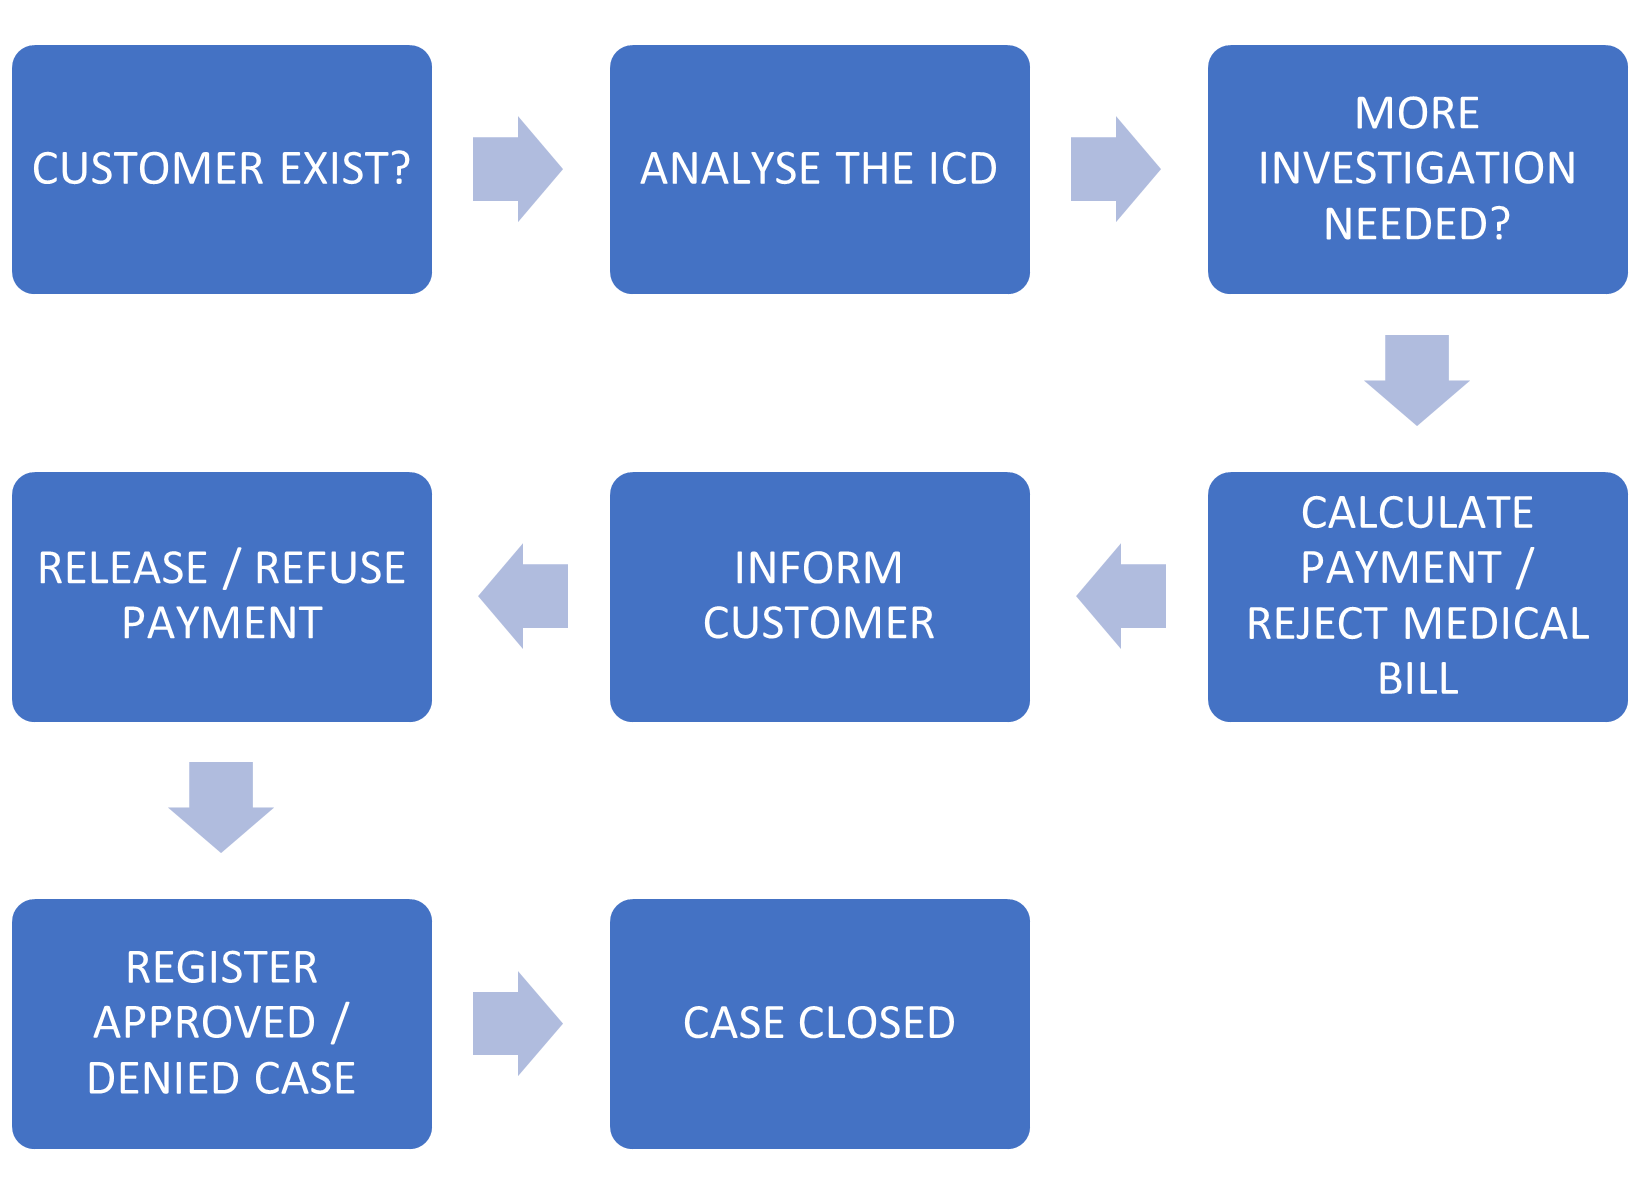 CUSTOMER EXIST?
ANALYSE THE ICD
MORE
INVESTIGATION
NEEDED?
CALCULATE
PAYMENT /
REJECT MEDICAL
BILL
INFORM
CUSTOMER
RELEASE / REFUSE
PAYMENT
REGISTER
APPROVED /
DENIED CASE
CASE CLOSED